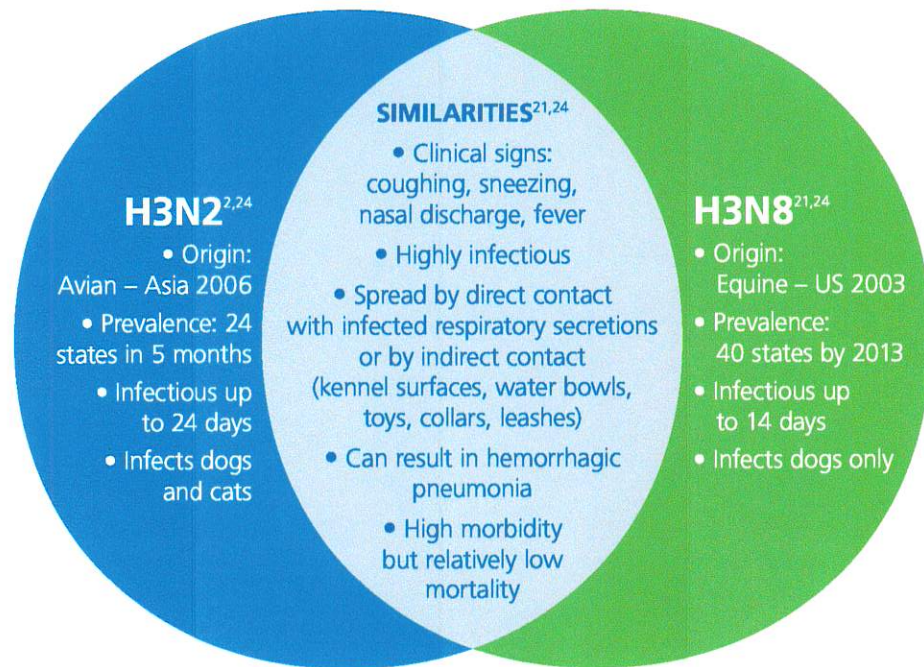 H3N22,24
• Origin:
Avian – Asia 2006
• Prevalence: 24
states in 5 months
• Infectious up
to 24 days
• Infects dogs
and cats
SIMILARITIES21,24
• Clinical signs:
coughing, sneezing,
nasal discharge, fever
• Highly infectious
• Spread by direct contact
with infected respiratory secretions
or by indirect contact
(kennel surfaces, water bowls,
toys, collars, leashes)
• Can result in hemorrhagic
pneumonia
• High morbidity
but relatively low
mortality
H3N821,24
• Origin:
Equine – US 2003
• Prevalence:
40 states by 2013
• Infectious up
to 14 days
• Infects dogs only